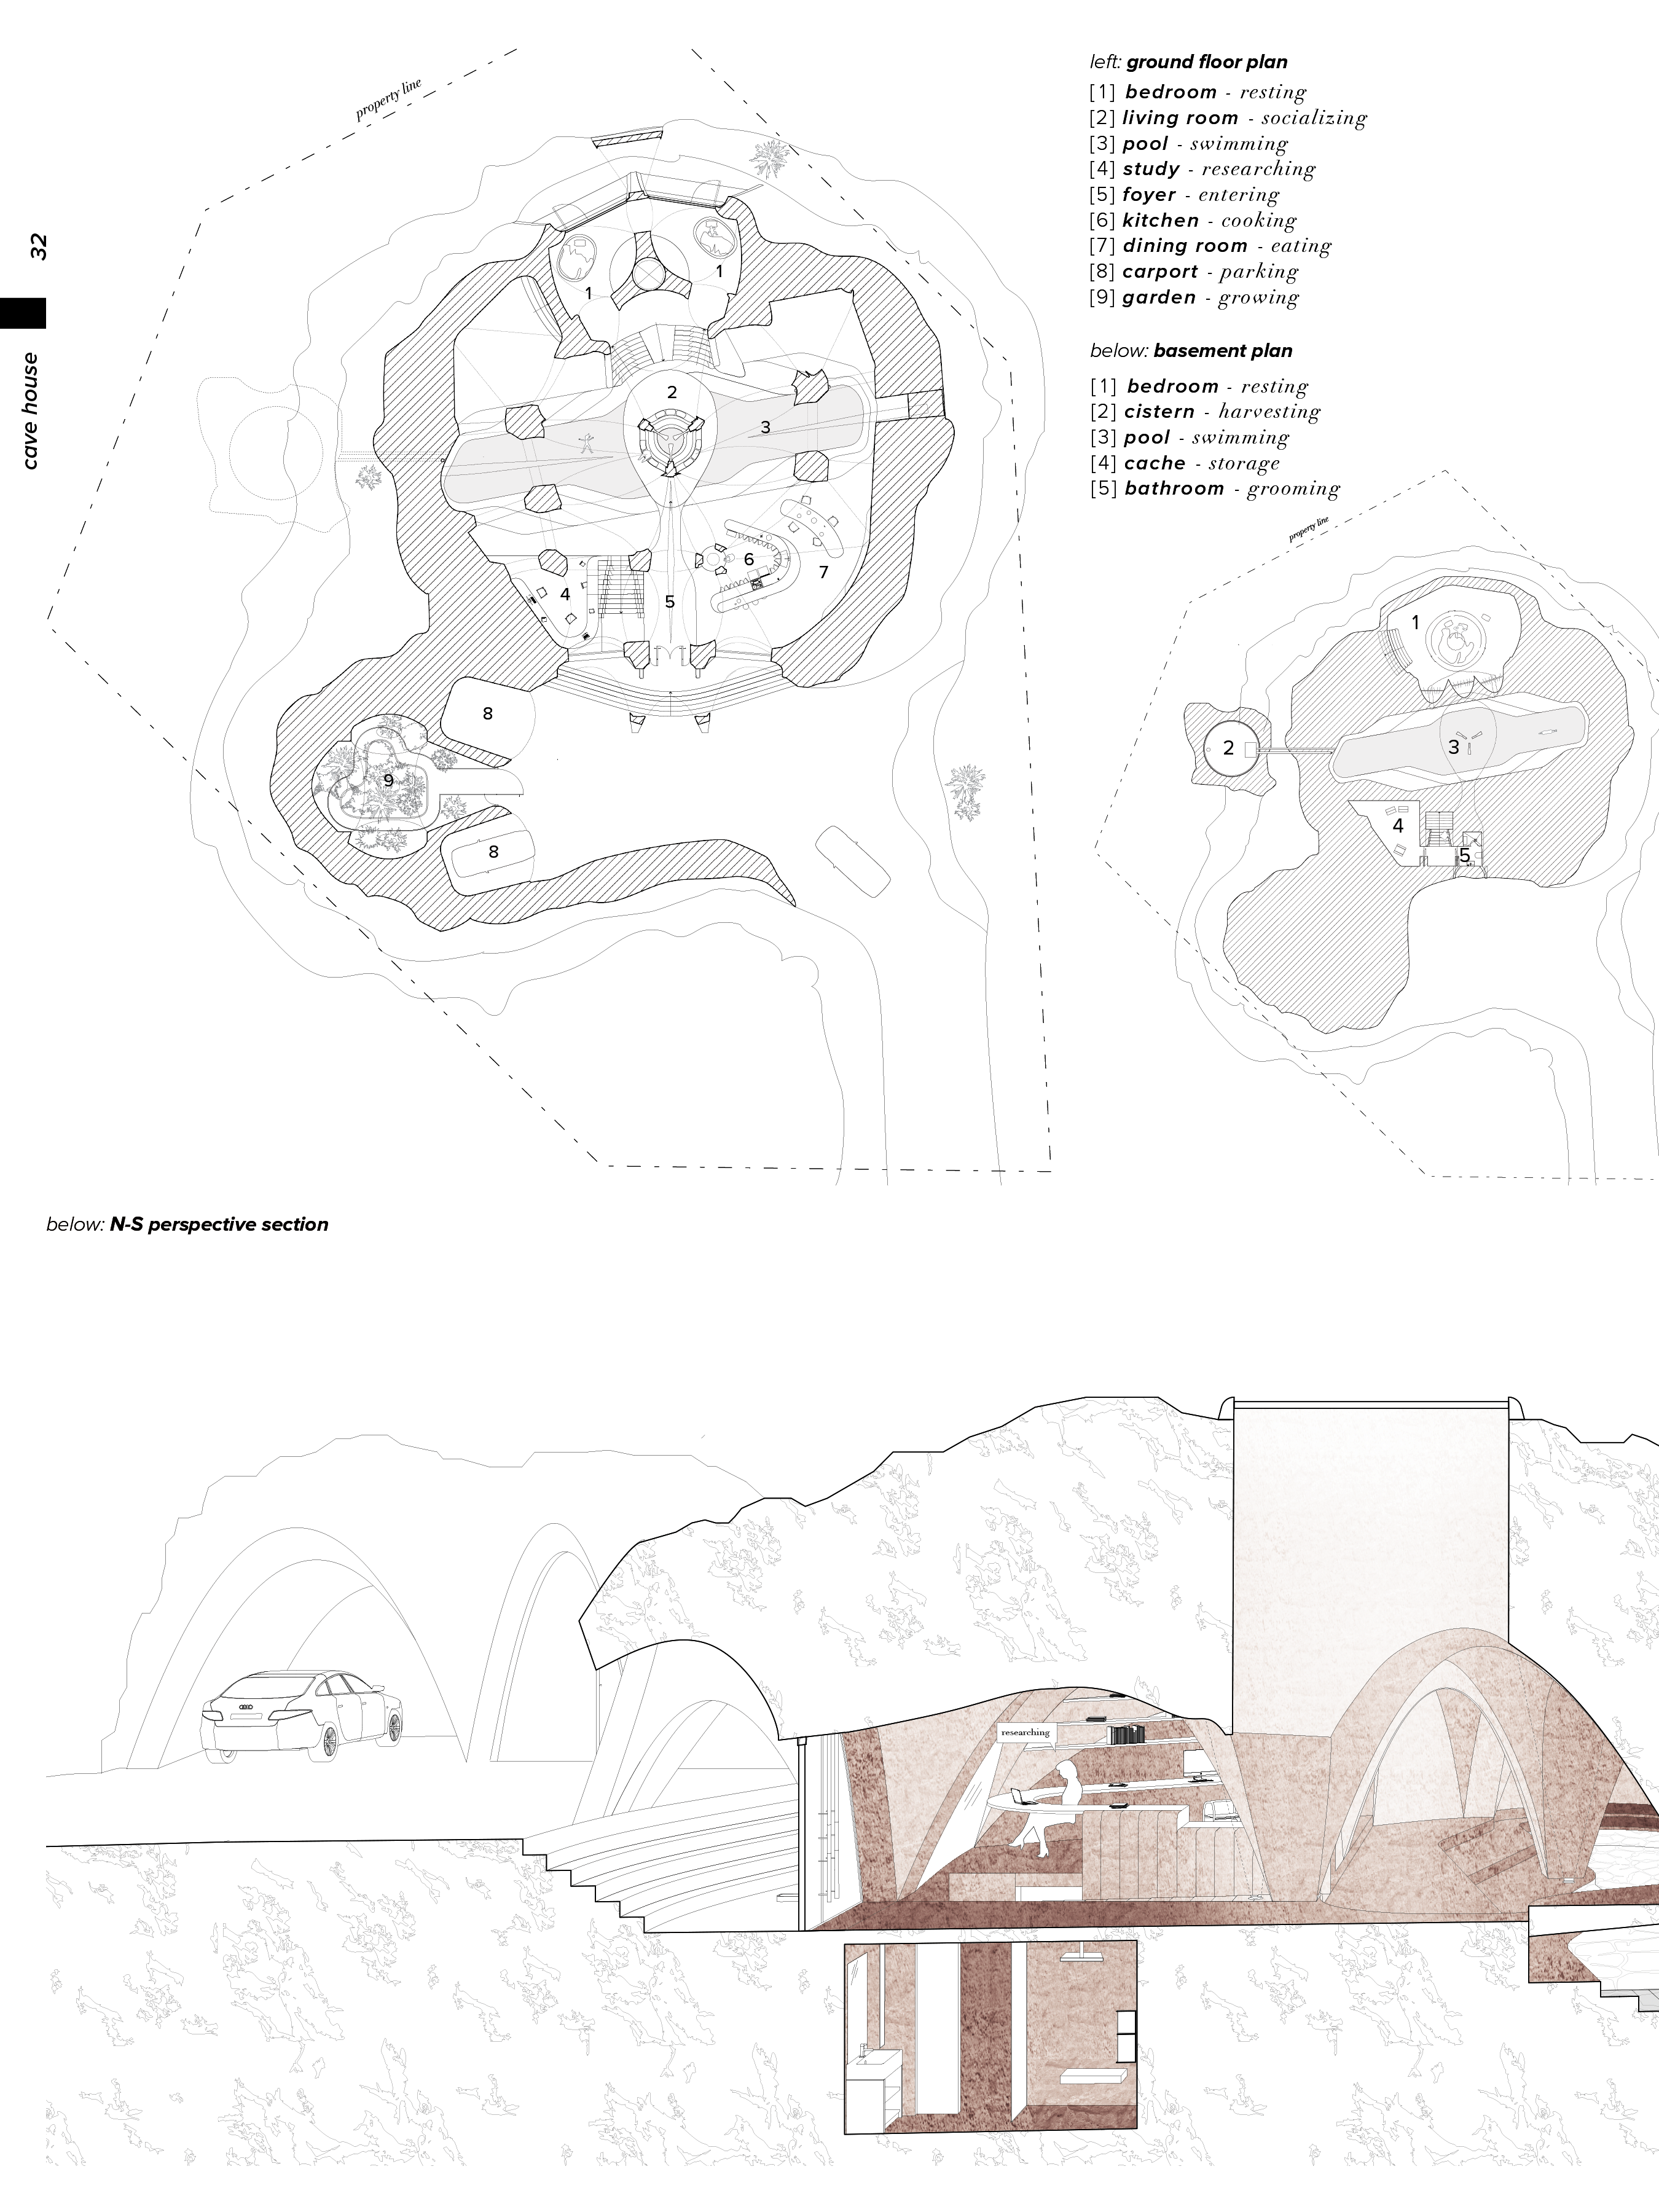 32
cave house
property line
left: ground floor plan
[1] bedroom - resting
[2] living room - socializing
[3] pool - swimming
[4] study - researching
[5] foyer - entering
[6] kitchen - cooking
[7] dining room - eating
[8] carport - parking
[9] garden - growing
below: basement plan
[1] bedroom - resting
[2] cistern - harvesting
[3] pool - swimming
[4] cache - storage
[5] bathroom - grooming
1
1
2
3
6
7
4
5
8
9
8
property line
1
2
3
4
5
below: N-S perspective section
researching